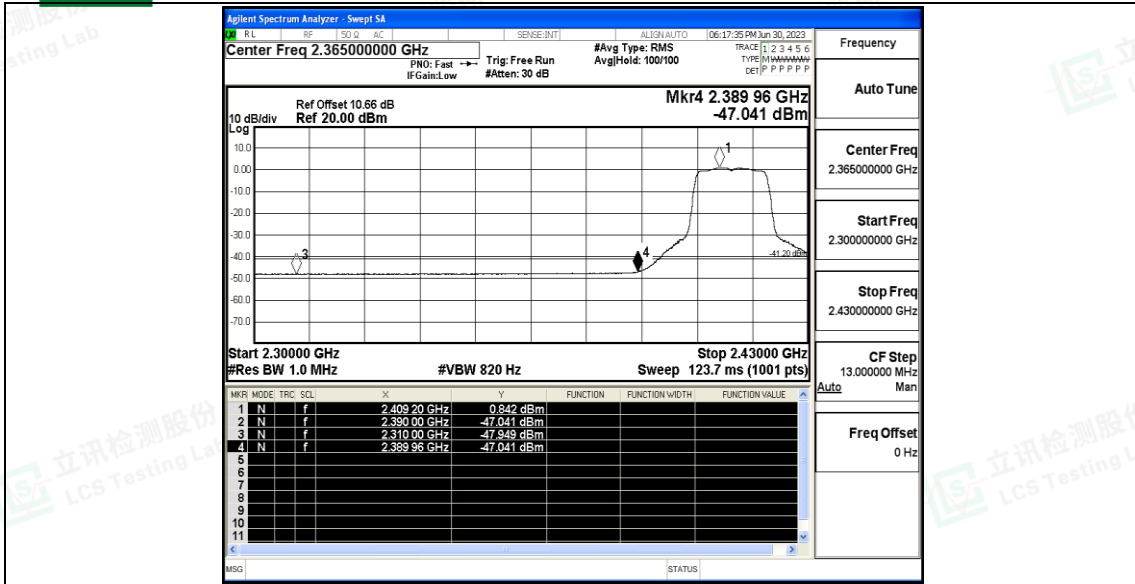 Agilent Spectrum Analyzer - Swept SA
RL RF 50 Ω AC SENSE:INT ALIGN AUTO 06:17:35 PM Jun 30, 2023
Center Freq 2.365000000 GHz
PNO: Fast
IFGain:Low
Trig: Free Run
#Atten: 30 dB
#Avg Type: RMS
Avg|Hold: 100/100
TRACE 1 2 3 4 5 6
TYPE MWWWWW
DET P P P P P P
Ref Offset 10.66 dB
10 dB/div Ref 20.00 dBm
Log
Mkr4 2.389 96 GHz
-47.041 dBm
10.0
0.00
-10.0
-20.0
-30.0
-40.0
-50.0
-60.0
-70.0
1
3
4
-41.20 dBm
Start 2.30000 GHz Stop 2.43000 GHz
#Res BW 1.0 MHz #VBW 820 Hz Sweep 123.7 ms (1001 pts)
MKR MODE TRC SCL X Y FUNCTION FUNCTION WIDTH FUNCTION VALUE
1 N f 2.409 20 GHz 0.842 dBm
2 N f 2.390 00 GHz -47.041 dBm
3 N f 2.310 00 GHz -47.949 dBm
4 N f 2.389 96 GHz -47.041 dBm
5
6
7
8
9
10
11
MSG STATUS
Frequency
Auto Tune
Center Freq
2.365000000 GHz
Start Freq
2.300000000 GHz
Stop Freq
2.430000000 GHz
CF Step
13.000000 MHz
Auto Man
Freq Offset
0 Hz
立讯检测股份
LCS Testing Lab
立讯检测股份
LCS Testing L